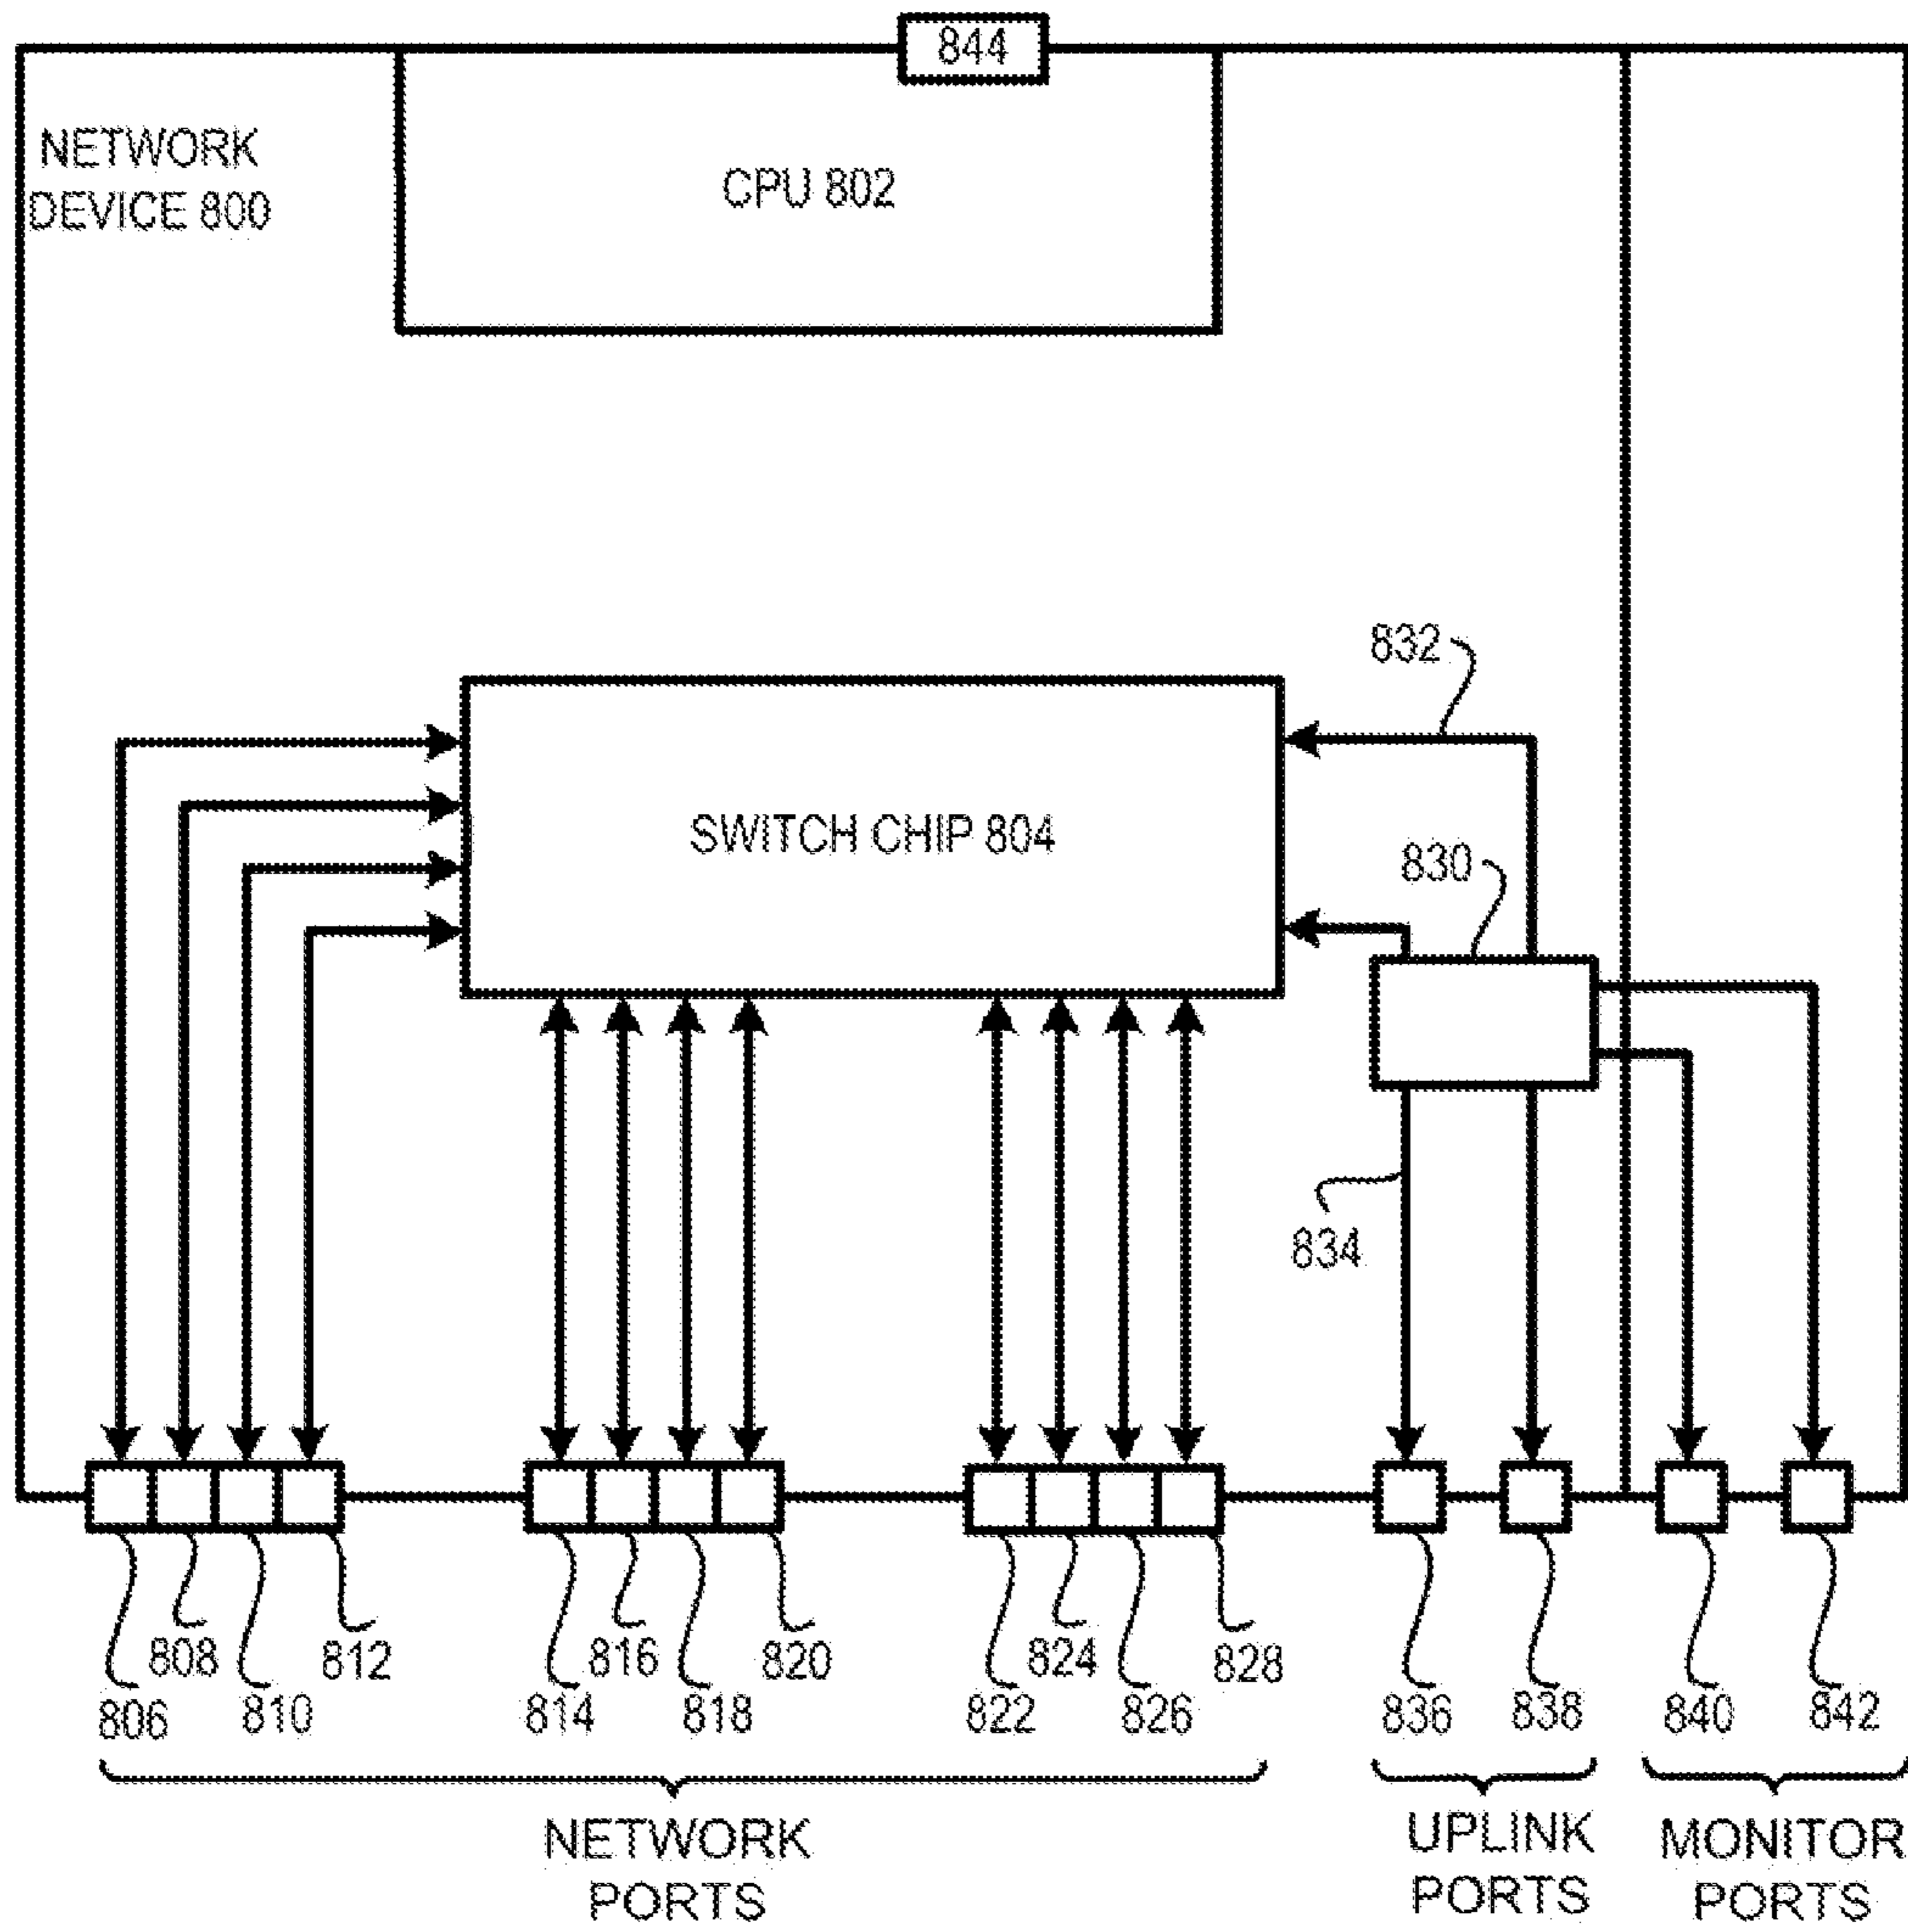 844
NETWORK
DEVICE 800
CPU 802
832
SWITCH CHIP 804
830
834
808
812
816
820
824
828
806
810
814
818
822
826
836
838
840
842
NETWORK
PORTS
UPLINK
PORTS
MONITOR
PORTS